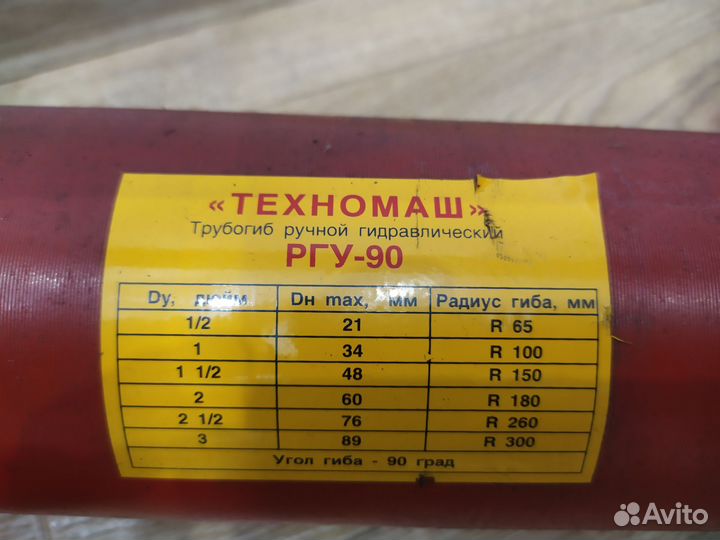 «ТЕХНОМАШ»
Трубогиб ручной гидравлический
РГУ-90
Dу, дюйм Dн max, мм Радиус гиба, мм
1/2 21 R 65
1 34 R 100
1 1/2 48 R 150
2 60 R 180
2 1/2 76 R 260
3 89 R 300
Угол гиба - 90 град
Avito